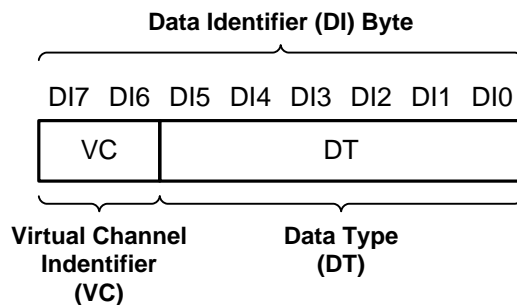 Data Identifier (DI) Byte
DI7 DI6 DI5 DI4 DI3 DI2 DI1 DI0
VC DT
Virtual Channel
Indentifier
(VC)
Data Type
(DT)